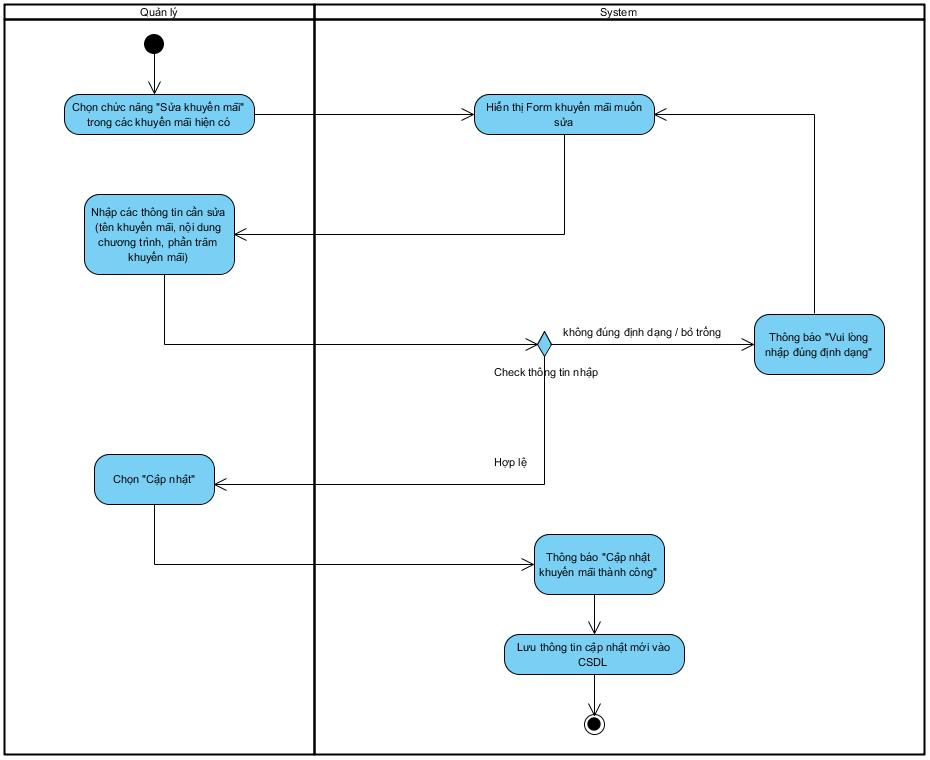 Quản lý
System
Chọn chức năng "Sửa khuyến mãi"
trong các khuyến mãi hiện có
Hiển thị Form khuyến mãi muốn
sửa
Nhập các thông tin cần sửa
(tên khuyến mãi, nội dung
chương trình, phần trăm
khuyến mãi)
không đúng định dạng / bỏ trống
Thông báo "Vui lòng
nhập đúng định dạng"
Check thông tin nhập
Hợp lệ
Chọn "Cập nhật"
Thông báo "Cập nhật
khuyến mãi thành công"
Lưu thông tin cập nhật mới vào
CSDL